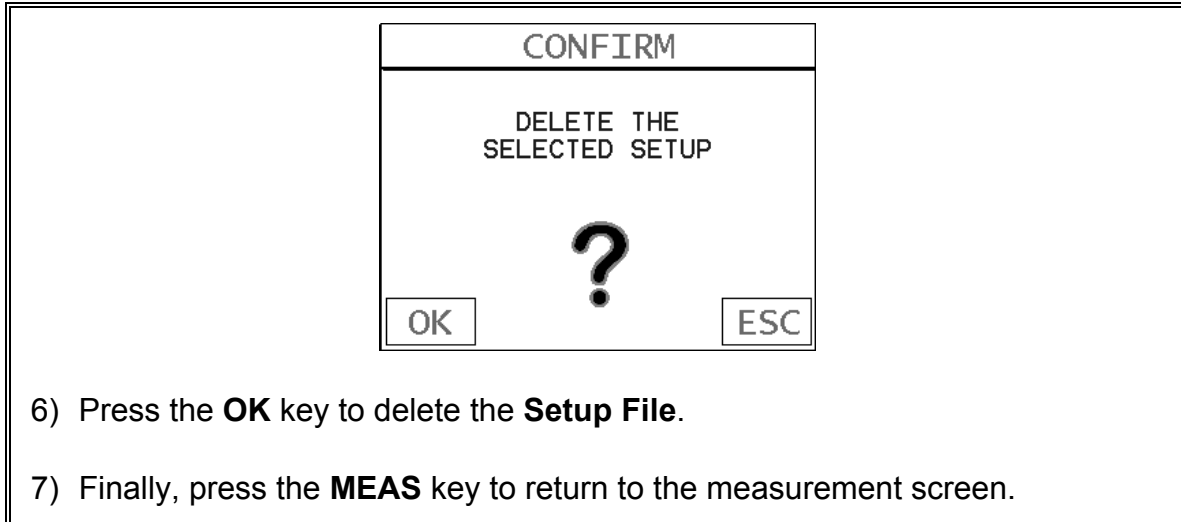 CONFIRM
DELETE THE
SELECTED SETUP
?
OK ESC
6) Press the OK key to delete the Setup File.
7) Finally, press the MEAS key to return to the measurement screen.